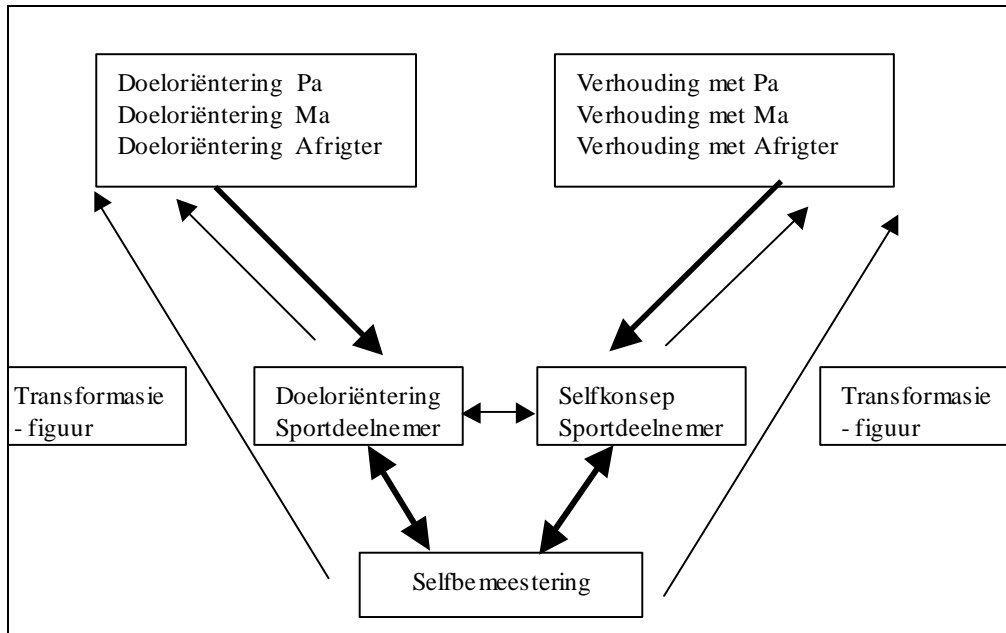 Doeloriëntering Pa
Doeloriëntering Ma
Doeloriëntering Afrigter
Verhouding met Pa
Verhouding met Ma
Verhouding met Afrigter
Transformasie
- figuur
Doeloriëntering
Sportdeelnemer
Selfkonsep
Sportdeelnemer
Transformasie
- figuur
Selfbemeestering